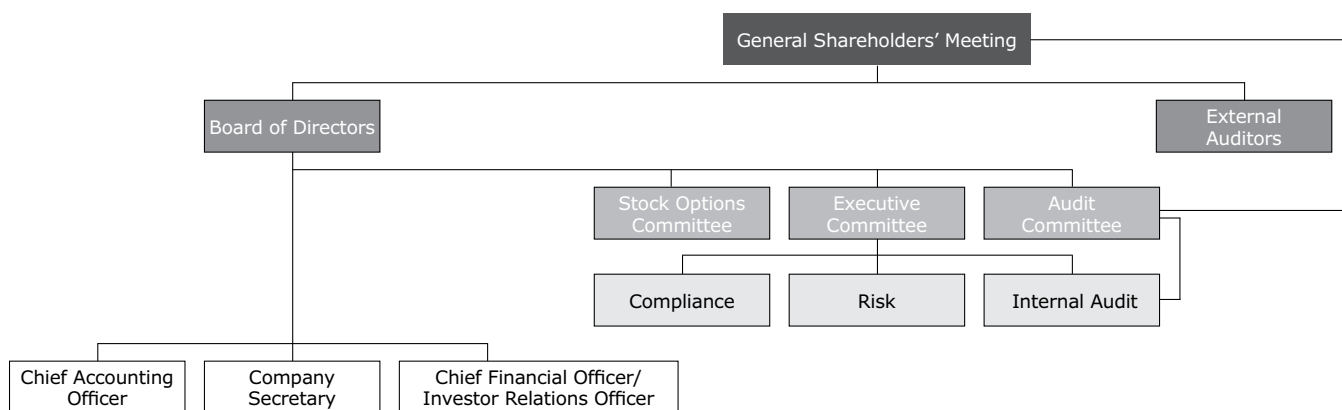 General Shareholders’ Meeting
Board of Directors
External
Auditors
Stock Options
Committee
Executive
Committee
Audit
Committee
Compliance
Risk
Internal Audit
Chief Accounting
Officer
Company
Secretary
Chief Financial Officer/
Investor Relations Officer